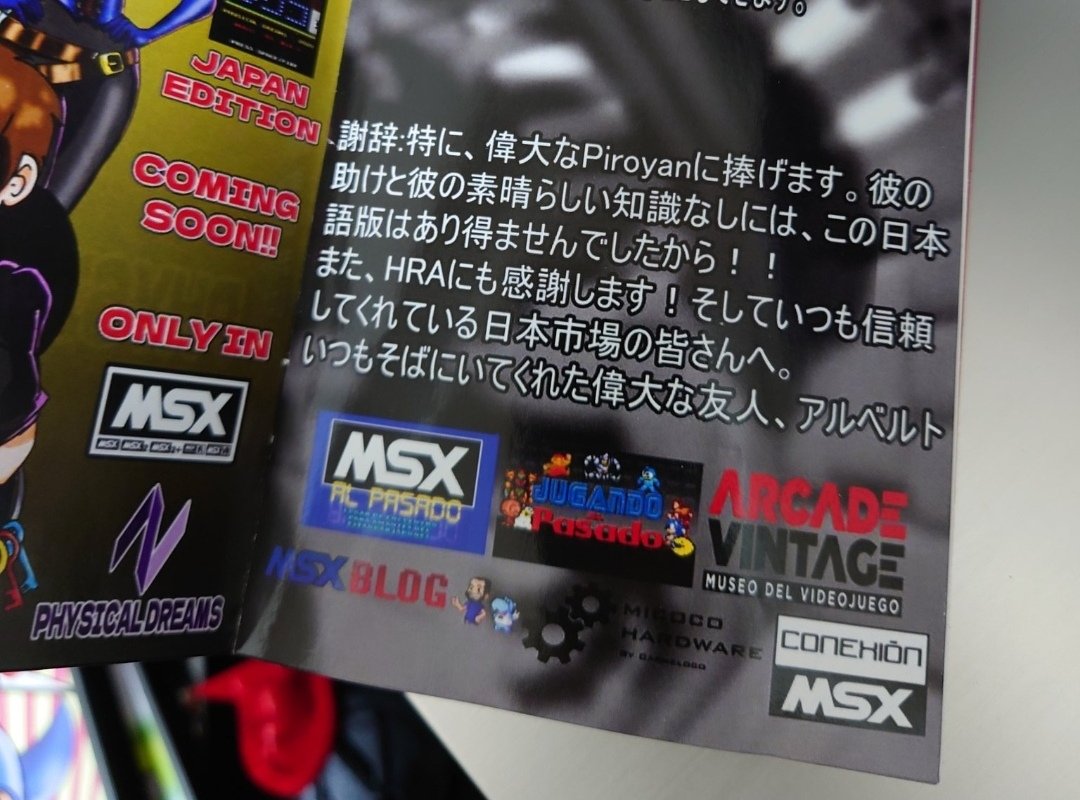 JAPAN
EDITION
COMING
SOON!!
ONLY IN
MSX
PHYSICAL DREAMS
謝辞:特に、偉大なPiroyanに捧げます。彼の
助けと彼の素晴らしい知識なしには、この日本
語版はあり得ませんでしたから！！
また、HRAにも感謝します！そしていつも信頼
してくれている日本市場の皆さんへ。
いつもそばにいてくれた偉大な友人、アルベルト
MSX
AL PASADO
JUGANDO
Pasado
ARCADE
VINTAGE
MUSEO DEL VIDEOJUEGO
MSX BLOG
MICOCO
HARDWARE
CONEXIÓN
MSX